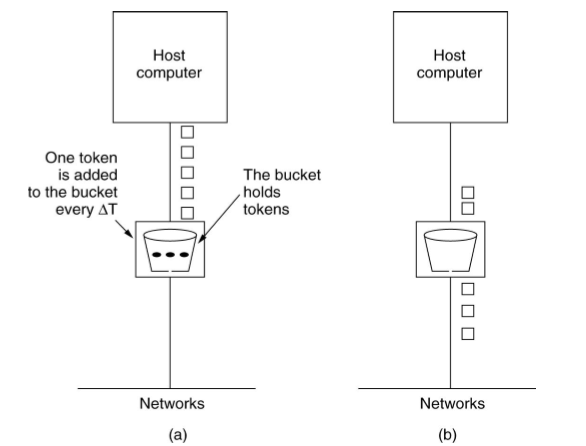 Host
computer
One token
is added
to the bucket
every ΔT
The bucket
holds
tokens
Networks
(a)
Host
computer
Networks
(b)